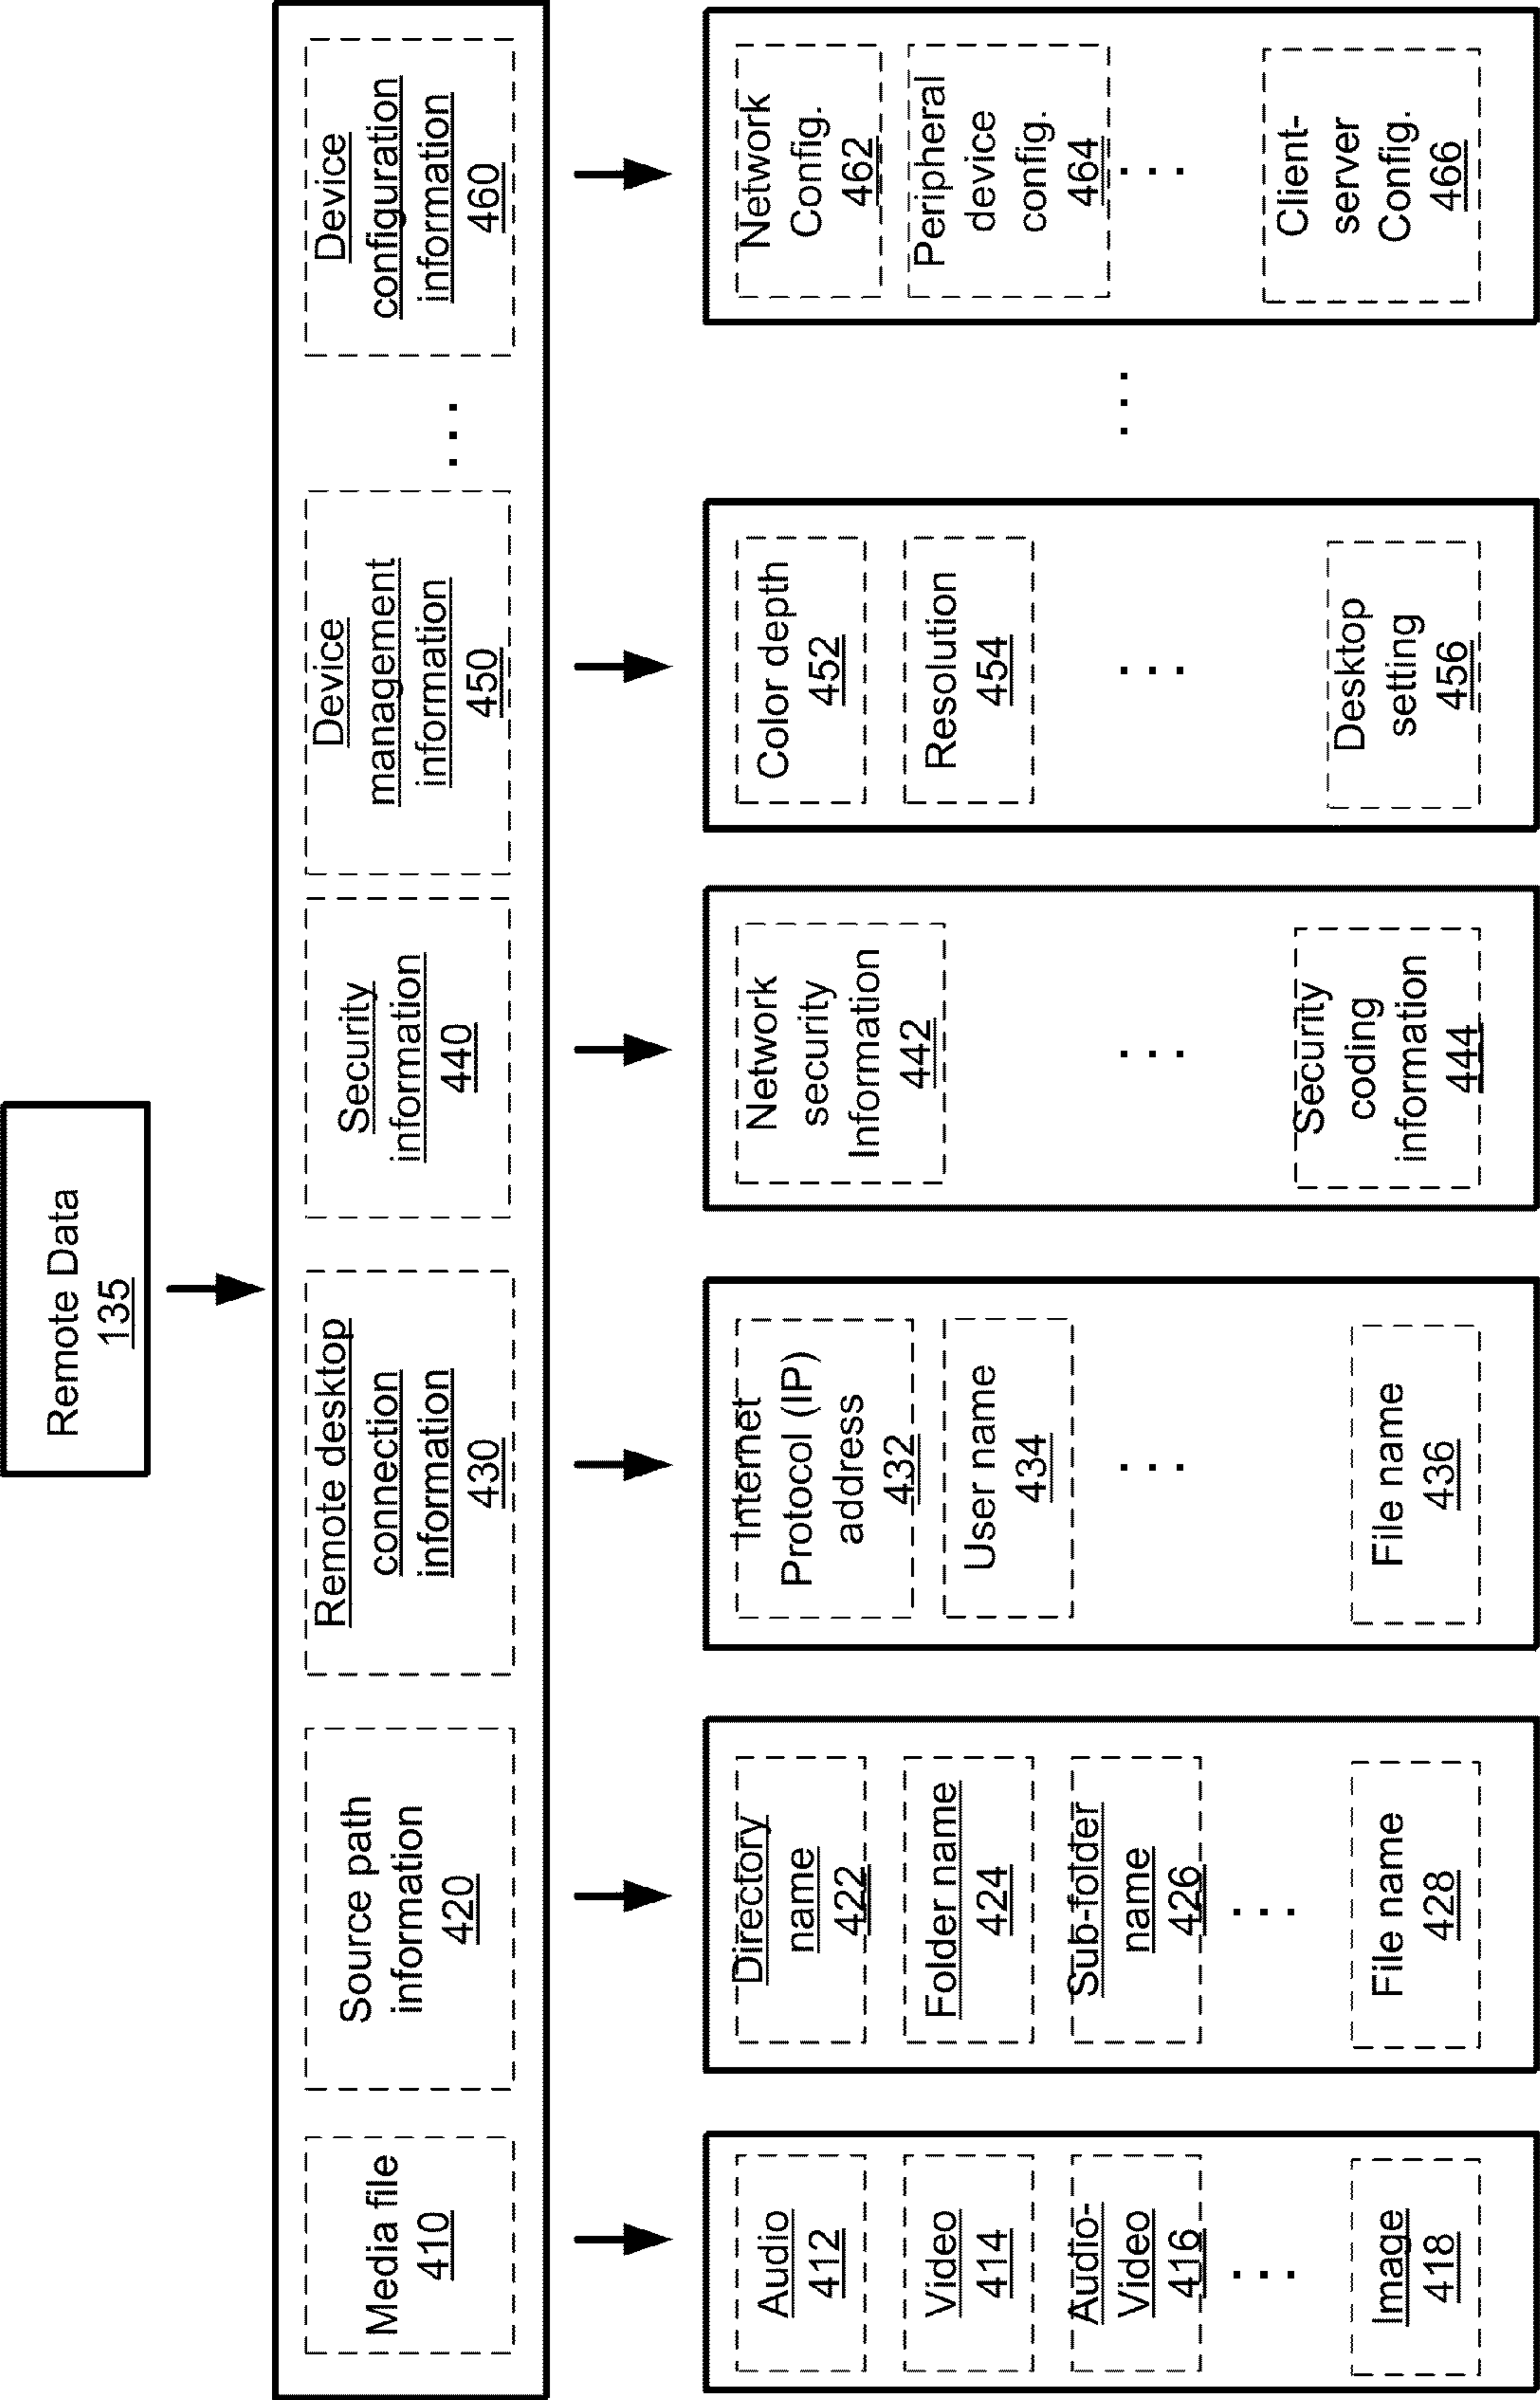 Remote Data
135
Media file
410
Source path
information
420
Remote desktop
connection
information
430
Security
information
440
Device
management
information
450
...
Device
configuration
information
460
Audio
412
Video
414
Audio-
Video
416
...
Image
418
Directory
name
422
Folder name
424
Sub-folder
name
426
...
File name
428
Internet
Protocol (IP)
address
432
User name
434
...
File name
436
Network
security
Information
442
...
Security
coding
information
444
Color depth
452
Resolution
454
...
Desktop
setting
456
...
Network
Config.
462
Peripheral
device
config.
464
...
Client-
server
Config.
466